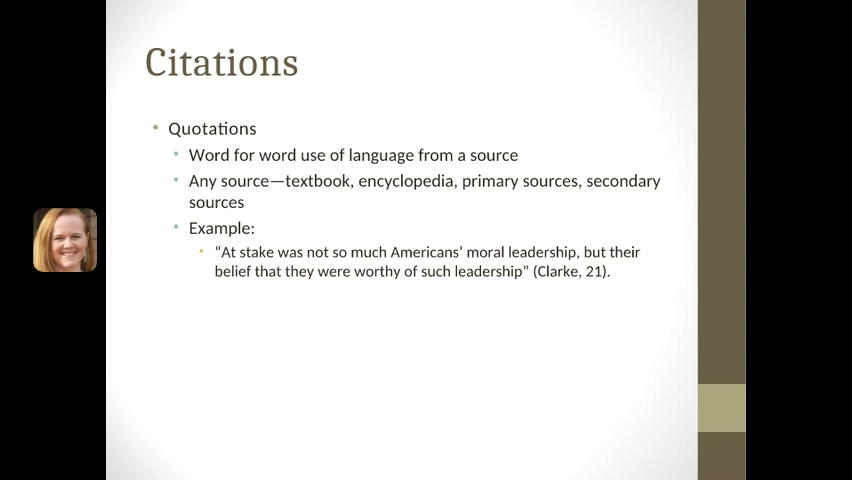 Citations
• Quotations
• Word for word use of language from a source
• Any source—textbook, encyclopedia, primary sources, secondary
sources
• Example:
• “At stake was not so much Americans’ moral leadership, but their
belief that they were worthy of such leadership” (Clarke, 21).